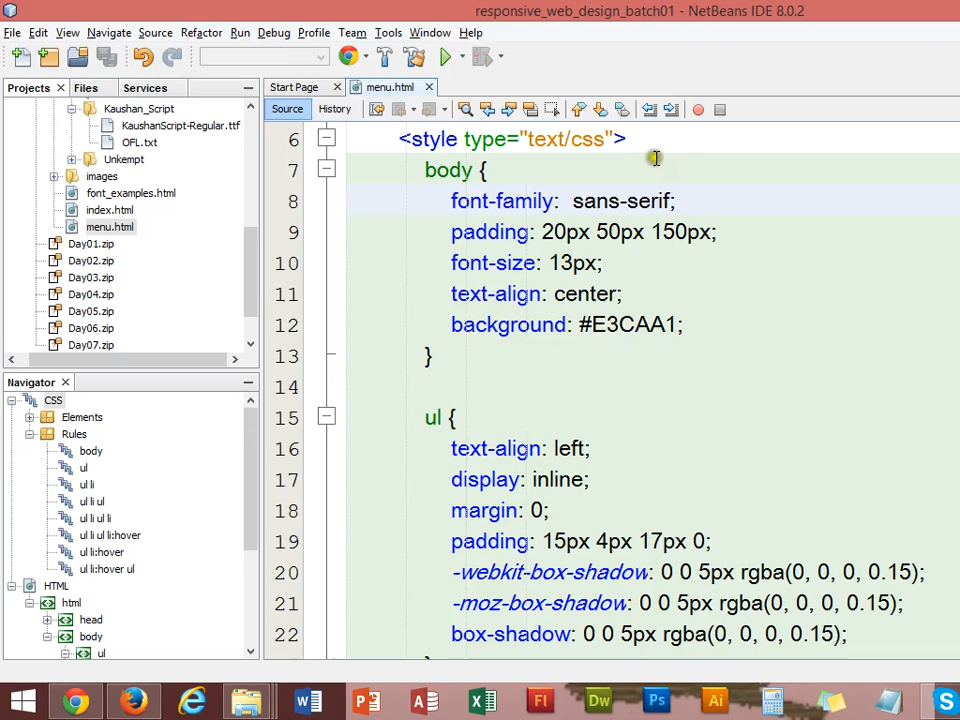 responsive_web_design_batch01 - NetBeans IDE 8.0.2
File Edit View Navigate Source Refactor Run Debug Profile Team Tools Window Help
Projects Files Services
Start Page menu.html
Source History
Kaushan_Script
KaushanScript-Regular.ttf
OFL.txt
Unkempt
images
font_examples.html
index.html
menu.html
Day01.zip
Day02.zip
Day03.zip
Day04.zip
Day05.zip
Day06.zip
Day07.zip
Navigator
CSS
Elements
Rules
body
ul
ul li
ul li ul
ul li ul li
ul li ul li:hover
ul li:hover
ul li:hover ul
HTML
html
head
body
ul
6 <style type="text/css">
7 body {
8 font-family:  sans-serif;
9 padding: 20px 50px 150px;
10 font-size: 13px;
11 text-align: center;
12 background: #E3CAA1;
13 }
14
15 ul {
16 text-align: left;
17 display: inline;
18 margin: 0;
19 padding: 15px 4px 17px 0;
20 -webkit-box-shadow: 0 0 5px rgba(0, 0, 0, 0.15);
21 -moz-box-shadow: 0 0 5px rgba(0, 0, 0, 0.15);
22 box-shadow: 0 0 5px rgba(0, 0, 0, 0.15);
W P A X Fl Dw Ps Ai S